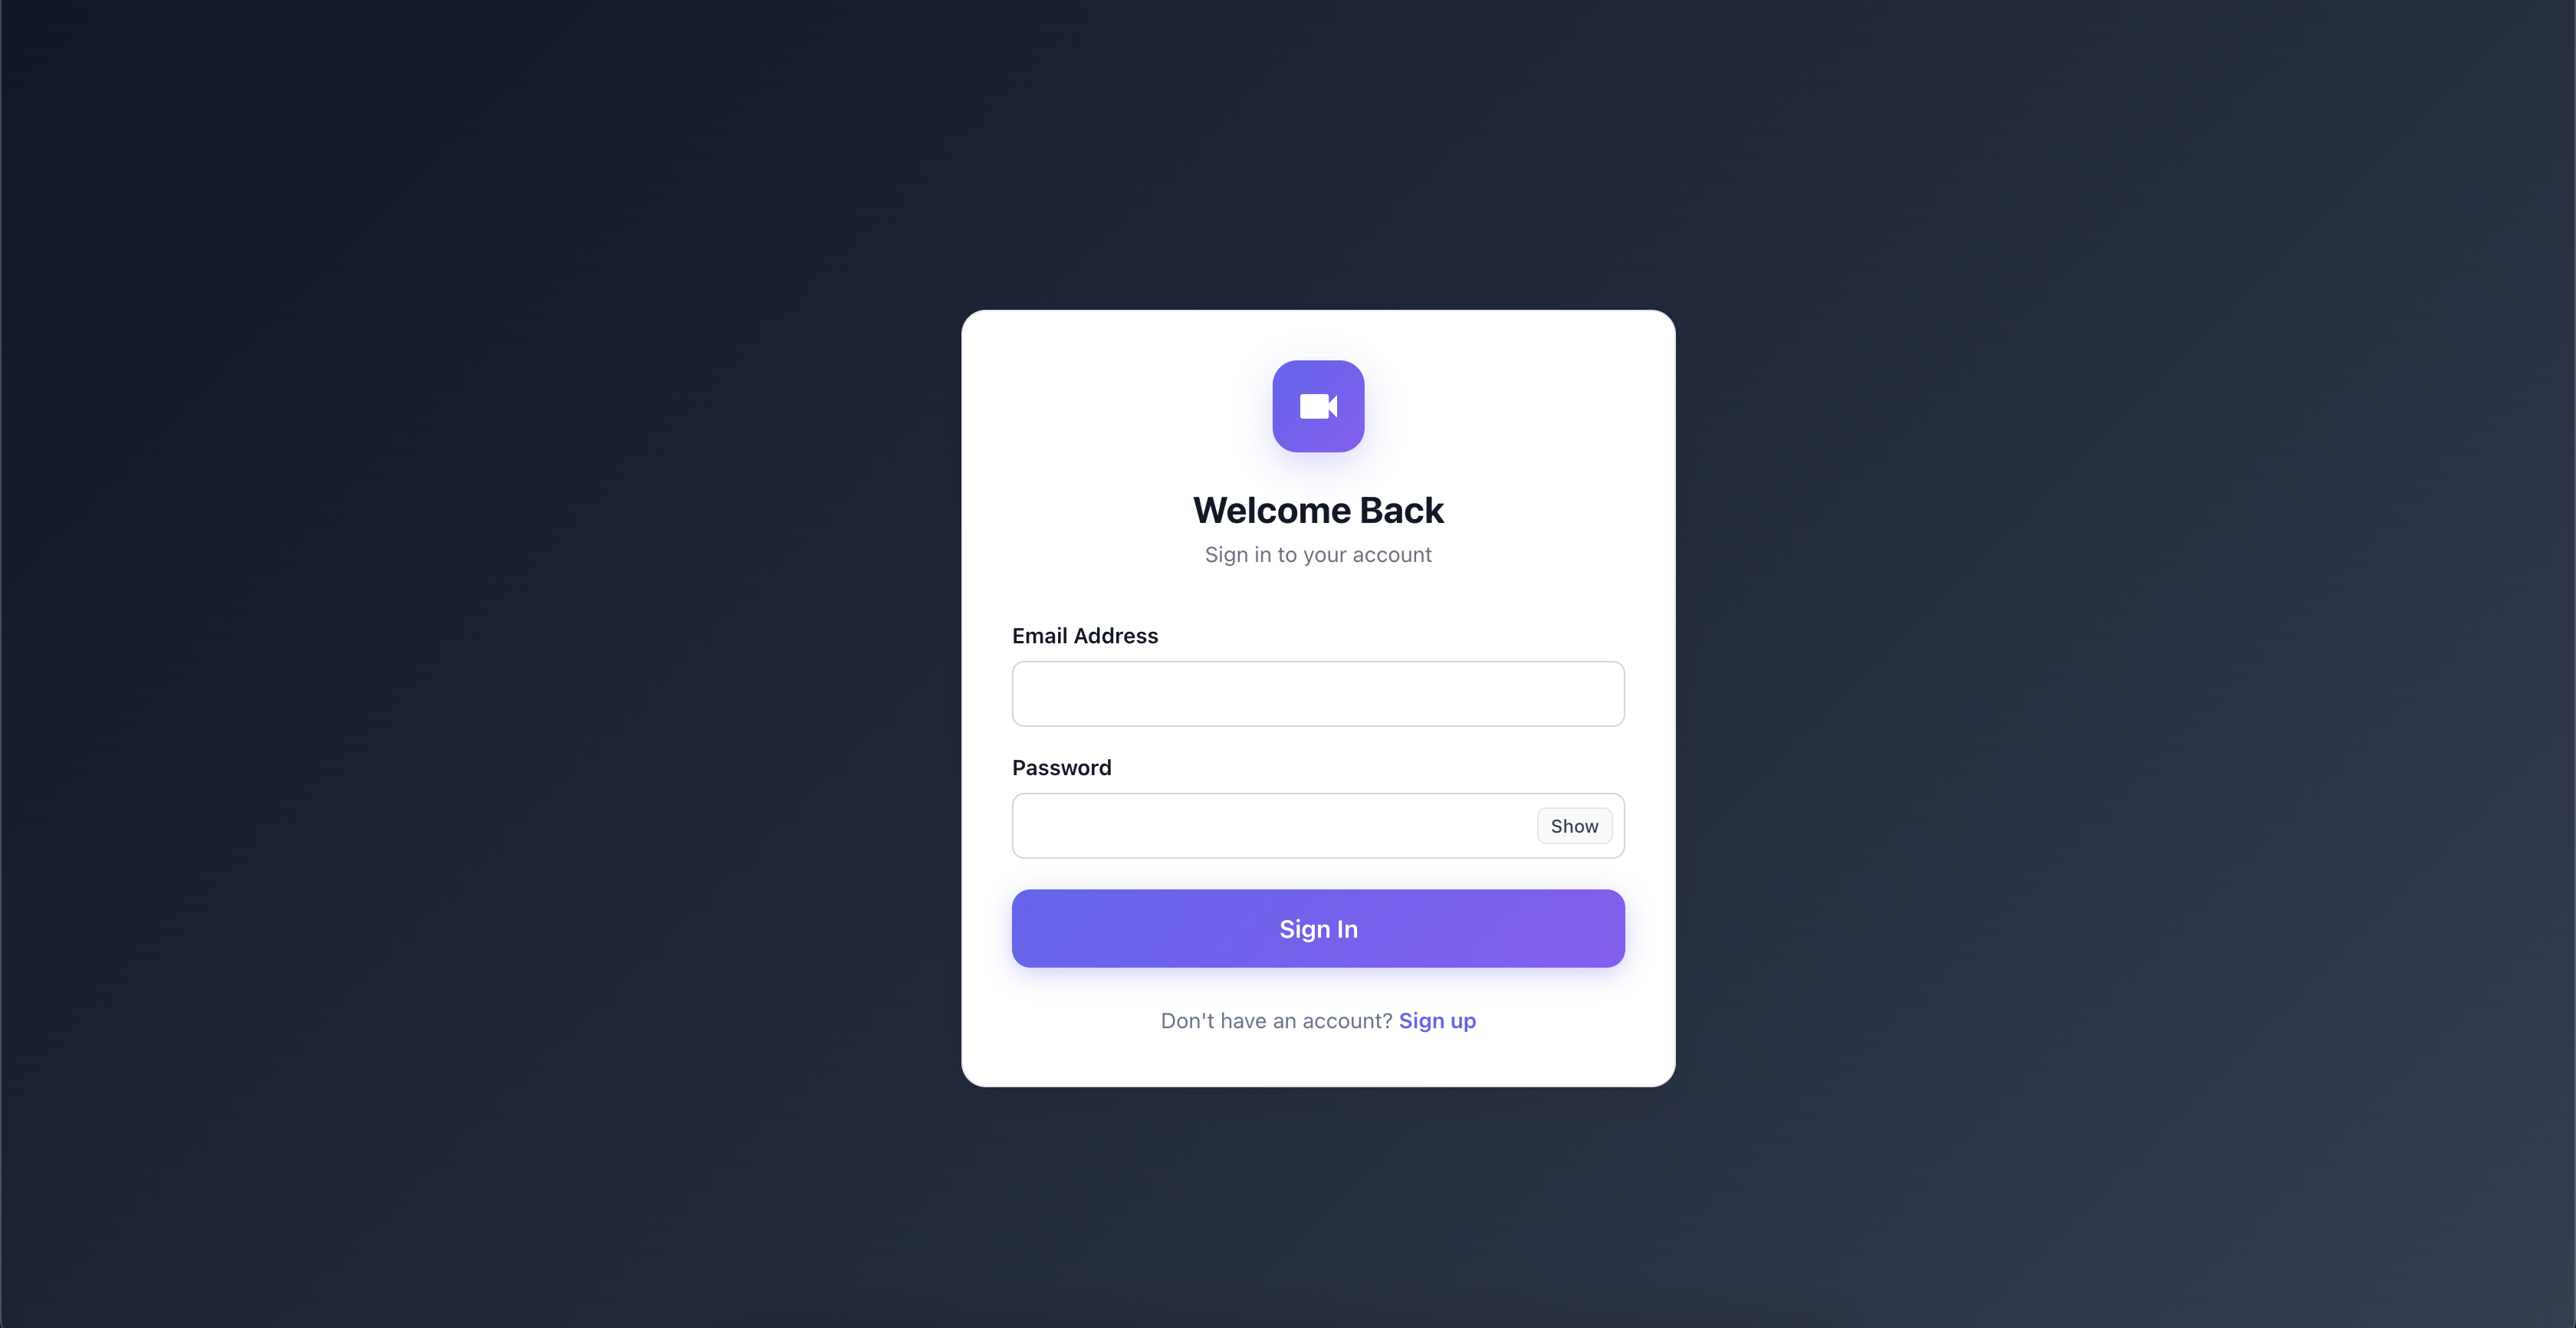 Welcome Back
Sign in to your account
Email Address
Password
Show
Sign In
Don't have an account? Sign up